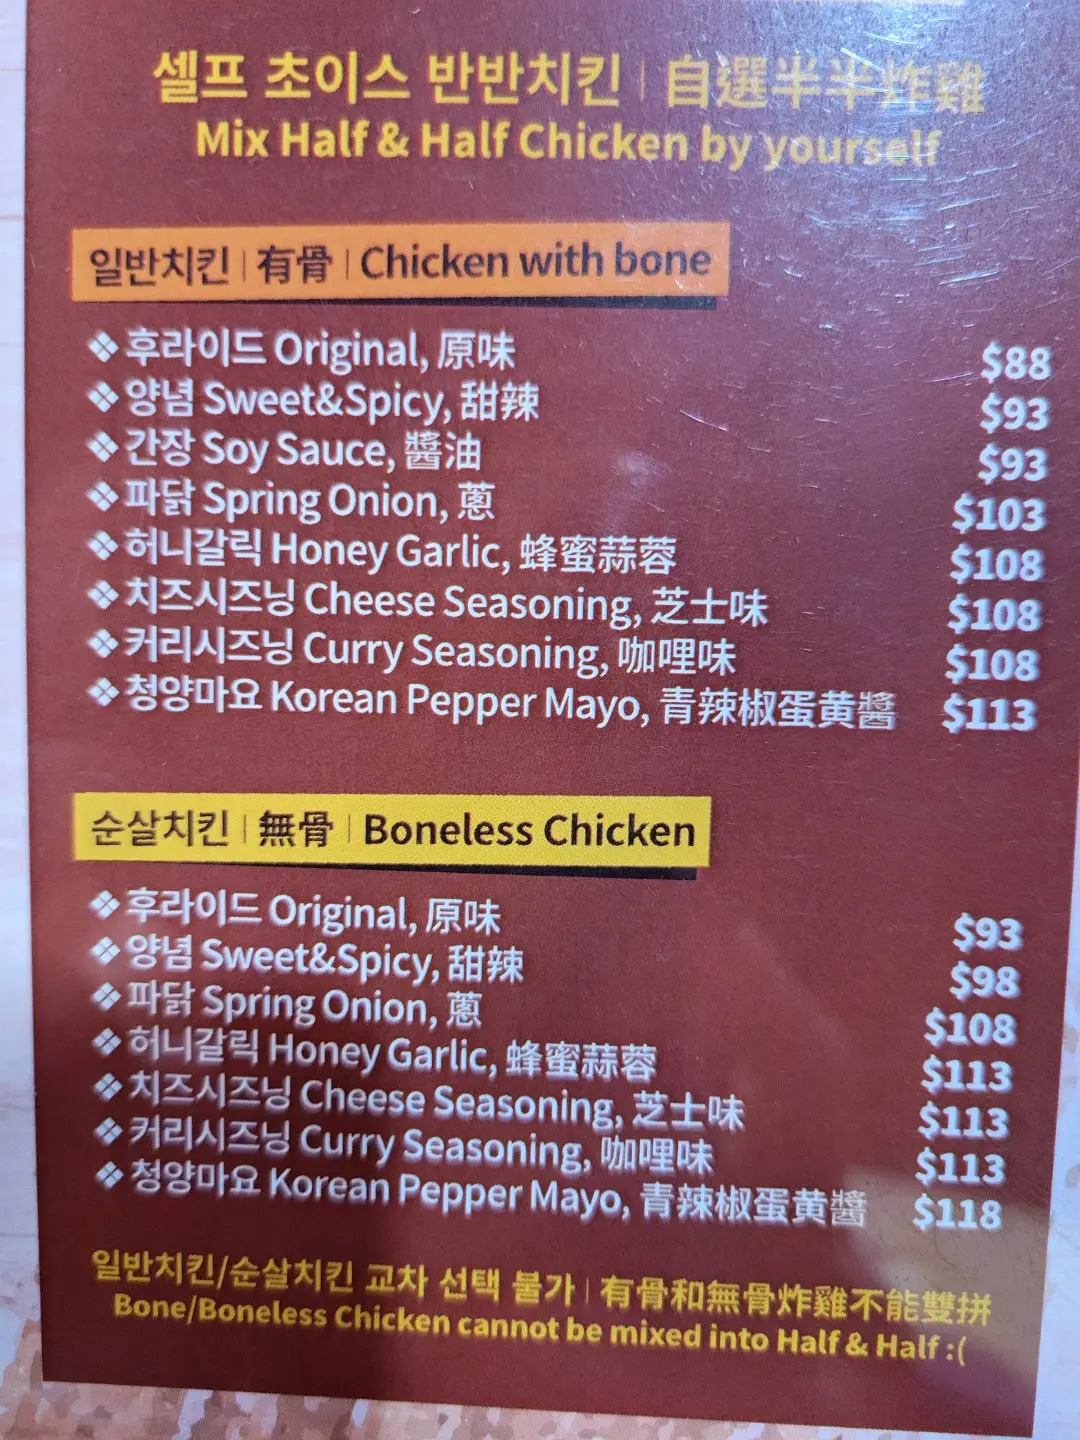 셀프 초이스 반반치킨 | 自選半半炸雞
Mix Half & Half Chicken by yourself
일반치킨 | 有骨 | Chicken with bone
❖ 후라이드 Original, 原味 $88
❖ 양념 Sweet&Spicy, 甜辣 $93
❖ 간장 Soy Sauce, 醬油 $93
❖ 파닭 Spring Onion, 蔥 $103
❖ 허니갈릭 Honey Garlic, 蜂蜜蒜蓉 $108
❖ 치즈시즈닝 Cheese Seasoning, 芝士味 $108
❖ 커리시즈닝 Curry Seasoning, 咖哩味 $108
❖ 청양마요 Korean Pepper Mayo, 青辣椒蛋黄醬 $113
순살치킨 | 無骨 | Boneless Chicken
❖ 후라이드 Original, 原味 $93
❖ 양념 Sweet&Spicy, 甜辣 $98
❖ 파닭 Spring Onion, 蔥 $108
❖ 허니갈릭 Honey Garlic, 蜂蜜蒜蓉 $113
❖ 치즈시즈닝 Cheese Seasoning, 芝士味 $113
❖ 커리시즈닝 Curry Seasoning, 咖哩味 $113
❖ 청양마요 Korean Pepper Mayo, 青辣椒蛋黄醬 $118
일반치킨/순살치킨 교차 선택 불가 | 有骨和無骨炸雞不能雙拼
Bone/Boneless Chicken cannot be mixed into Half & Half :(